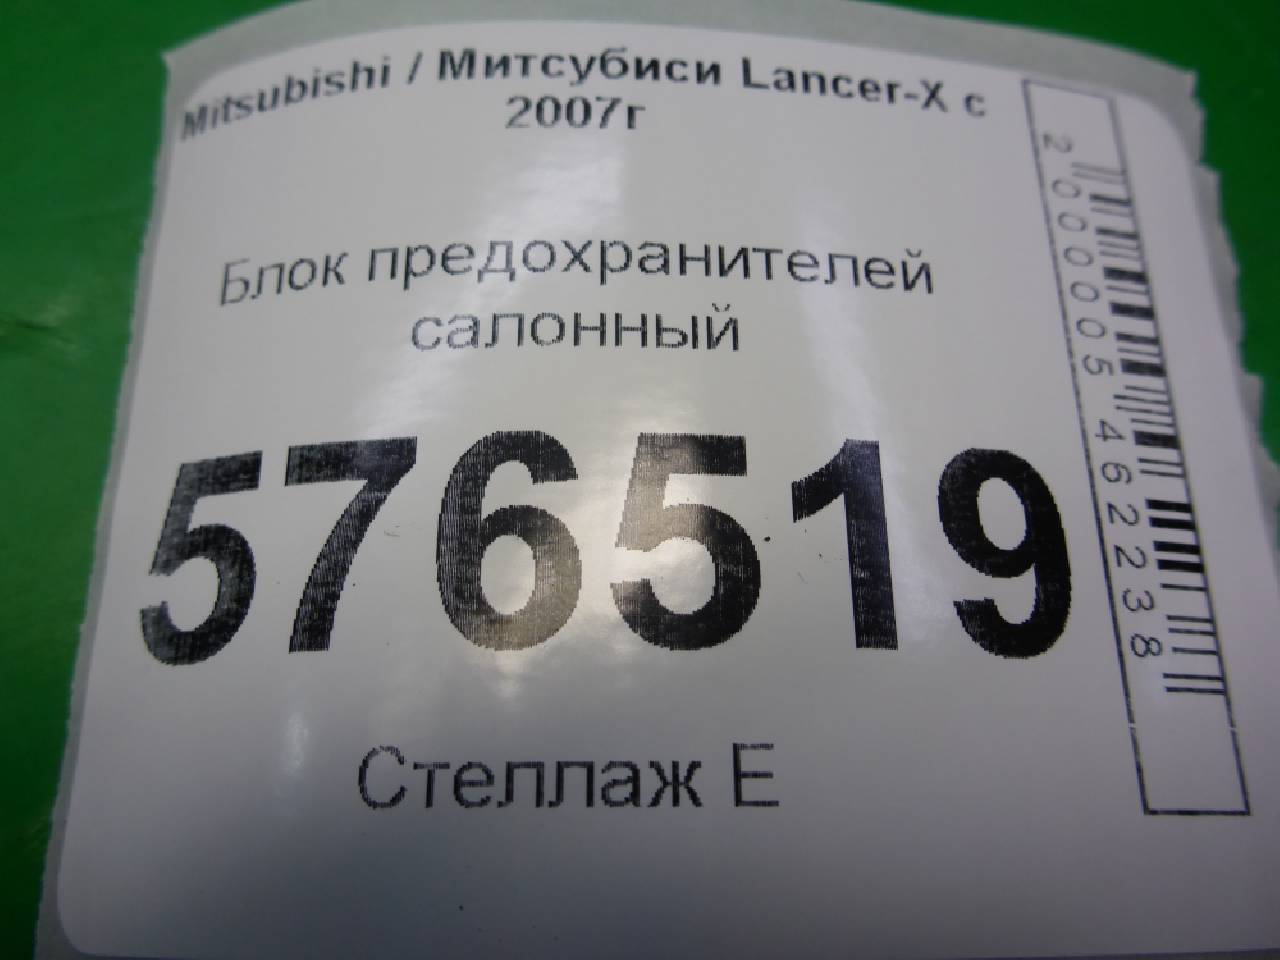 Mitsubishi / Митсубиси Lancer-X с
2007г
Блок предохранителей
салонный
576519
Стеллаж Е
2000005462238